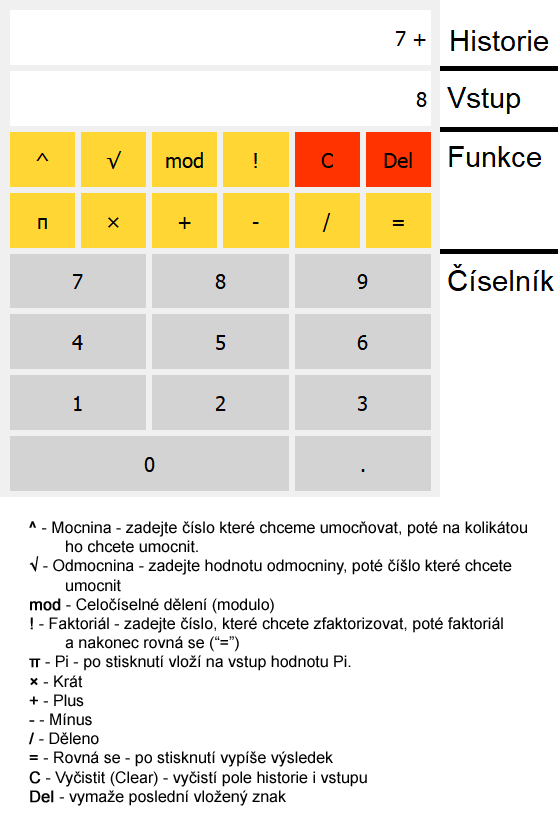 7 +
Historie
8
Vstup
^ √ mod ! C Del
Funkce
π × + - / =
7 8 9
Číselník
4 5 6
1 2 3
0 .
^ - Mocnina - zadejte číslo které chceme umocňovat, poté na kolikátou
ho chcete umocnit.
√ - Odmocnina - zadejte hodnotu odmocniny, poté číšlo které chcete
umocnit
mod - Celočíselné dělení (modulo)
! - Faktoriál - zadejte číslo, které chcete zfaktorizovat, poté faktoriál
a nakonec rovná se (“=”)
π - Pi - po stisknutí vloží na vstup hodnotu Pi.
× - Krát
+ - Plus
- - Mínus
/ - Děleno
= - Rovná se - po stisknutí vypíše výsledek
C - Vyčistit (Clear) - vyčistí pole historie i vstupu
Del - vymaže poslední vložený znak